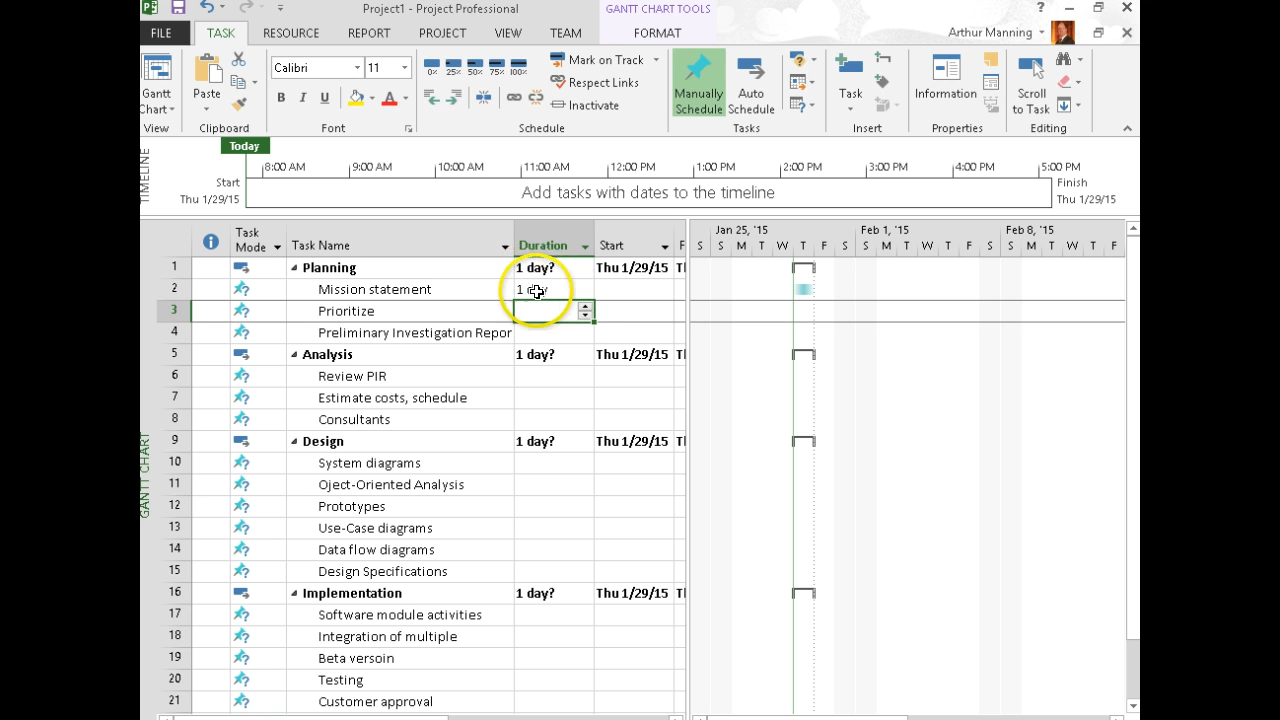 Project1 - Project Professional
GANTT CHART TOOLS
?
FILE TASK RESOURCE REPORT PROJECT VIEW TEAM FORMAT Arthur Manning
Gantt Chart
View
Paste
Clipboard
Calibri 11
B I U A
Font
0% 25% 50% 75% 100%
Mark on Track
Respect Links
Inactivate
Schedule
Manually Schedule
Auto Schedule
Tasks
Task
Insert
Information
Properties
Scroll to Task
Editing
Today
TIMELINE
8:00 AM 9:00 AM 10:00 AM 11:00 AM 12:00 PM 1:00 PM 2:00 PM 3:00 PM 4:00 PM 5:00 PM
Start
Thu 1/29/15
Add tasks with dates to the timeline
Finish
Thu 1/29/15
GANTT CHART
Task Mode Task Name Duration Start F
Jan 25, '15 Feb 1, '15 Feb 8, '15
S S M T W T F S S M T W T F S S M T W T F
1 Planning 1 day? Thu 1/29/15
2 Mission statement 1
3 Prioritize
4 Preliminary Investigation Repor
5 Analysis 1 day? Thu 1/29/15
6 Review PIR
7 Estimate costs, schedule
8 Consultants
9 Design 1 day? Thu 1/29/15
10 System diagrams
11 Oject-Oriented Analysis
12 Prototypes
13 Use-Case diagrams
14 Data flow diagrams
15 Design Specifications
16 Implementation 1 day? Thu 1/29/15
17 Software module activities
18 Integration of multiple
19 Beta versoin
20 Testing
21 Customer approval